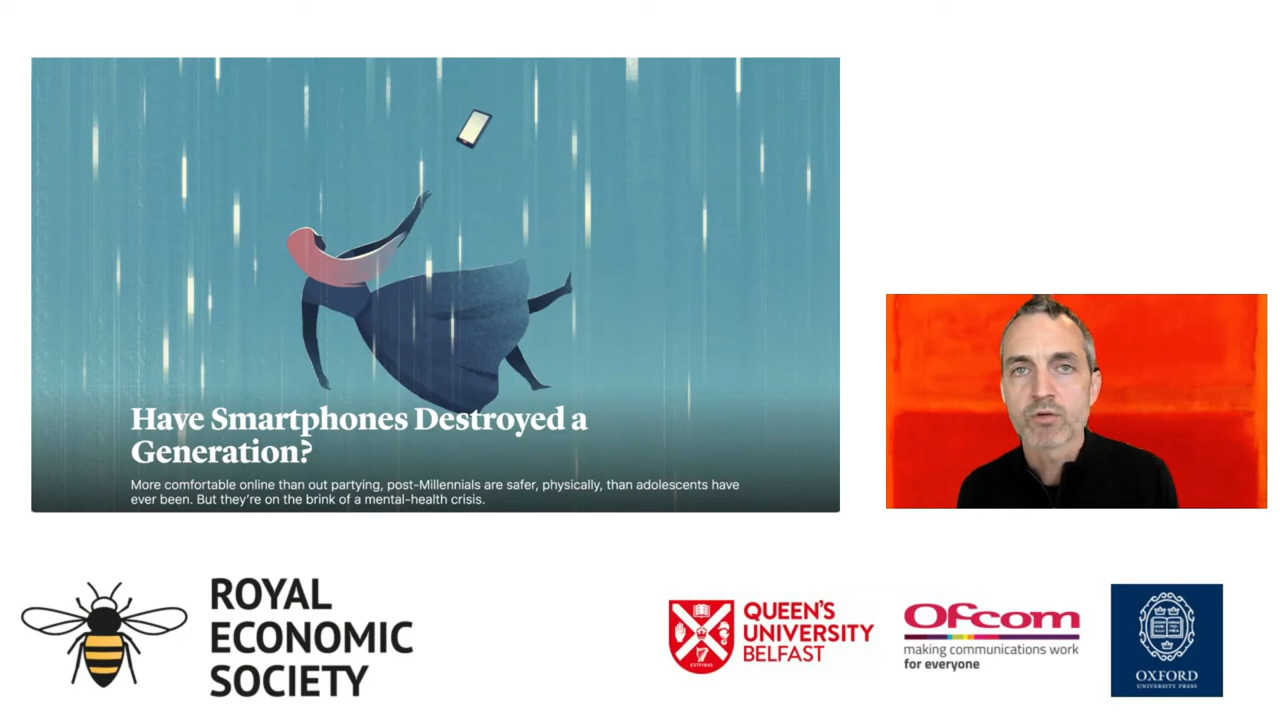 Have Smartphones Destroyed a
Generation?
More comfortable online than out partying, post-Millennials are safer, physically, than adolescents have
ever been. But they're on the brink of a mental-health crisis.
ROYAL
ECONOMIC
SOCIETY
QUEEN'S
UNIVERSITY
BELFAST
ESTD1845
Ofcom
making communications work
for everyone
OXFORD
UNIVERSITY PRESS